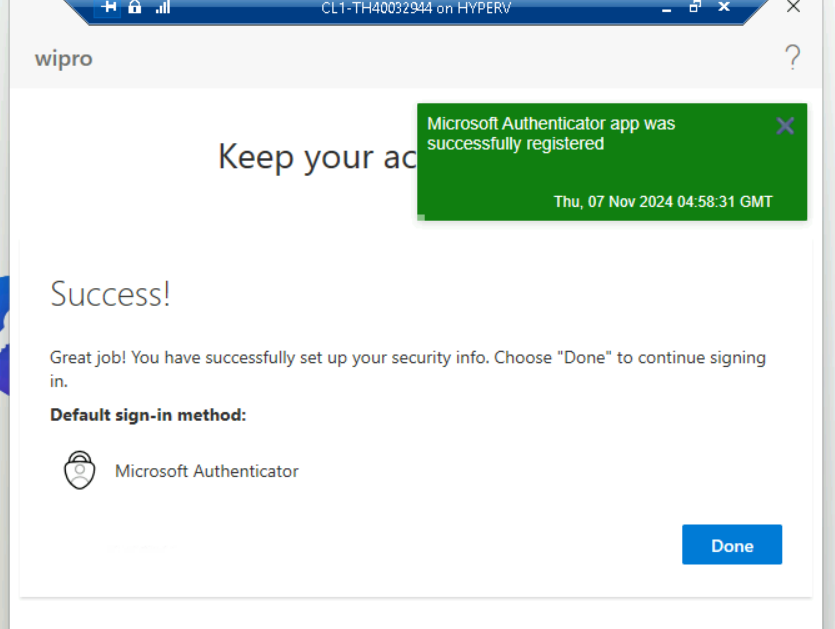 CL1-TH40032944 on HYPERV
wipro
?
Microsoft Authenticator app was
successfully registered
Thu, 07 Nov 2024 04:58:31 GMT
Keep your ac
Success!
Great job! You have successfully set up your security info. Choose "Done" to continue signing
in.
Default sign-in method:
Microsoft Authenticator
Done